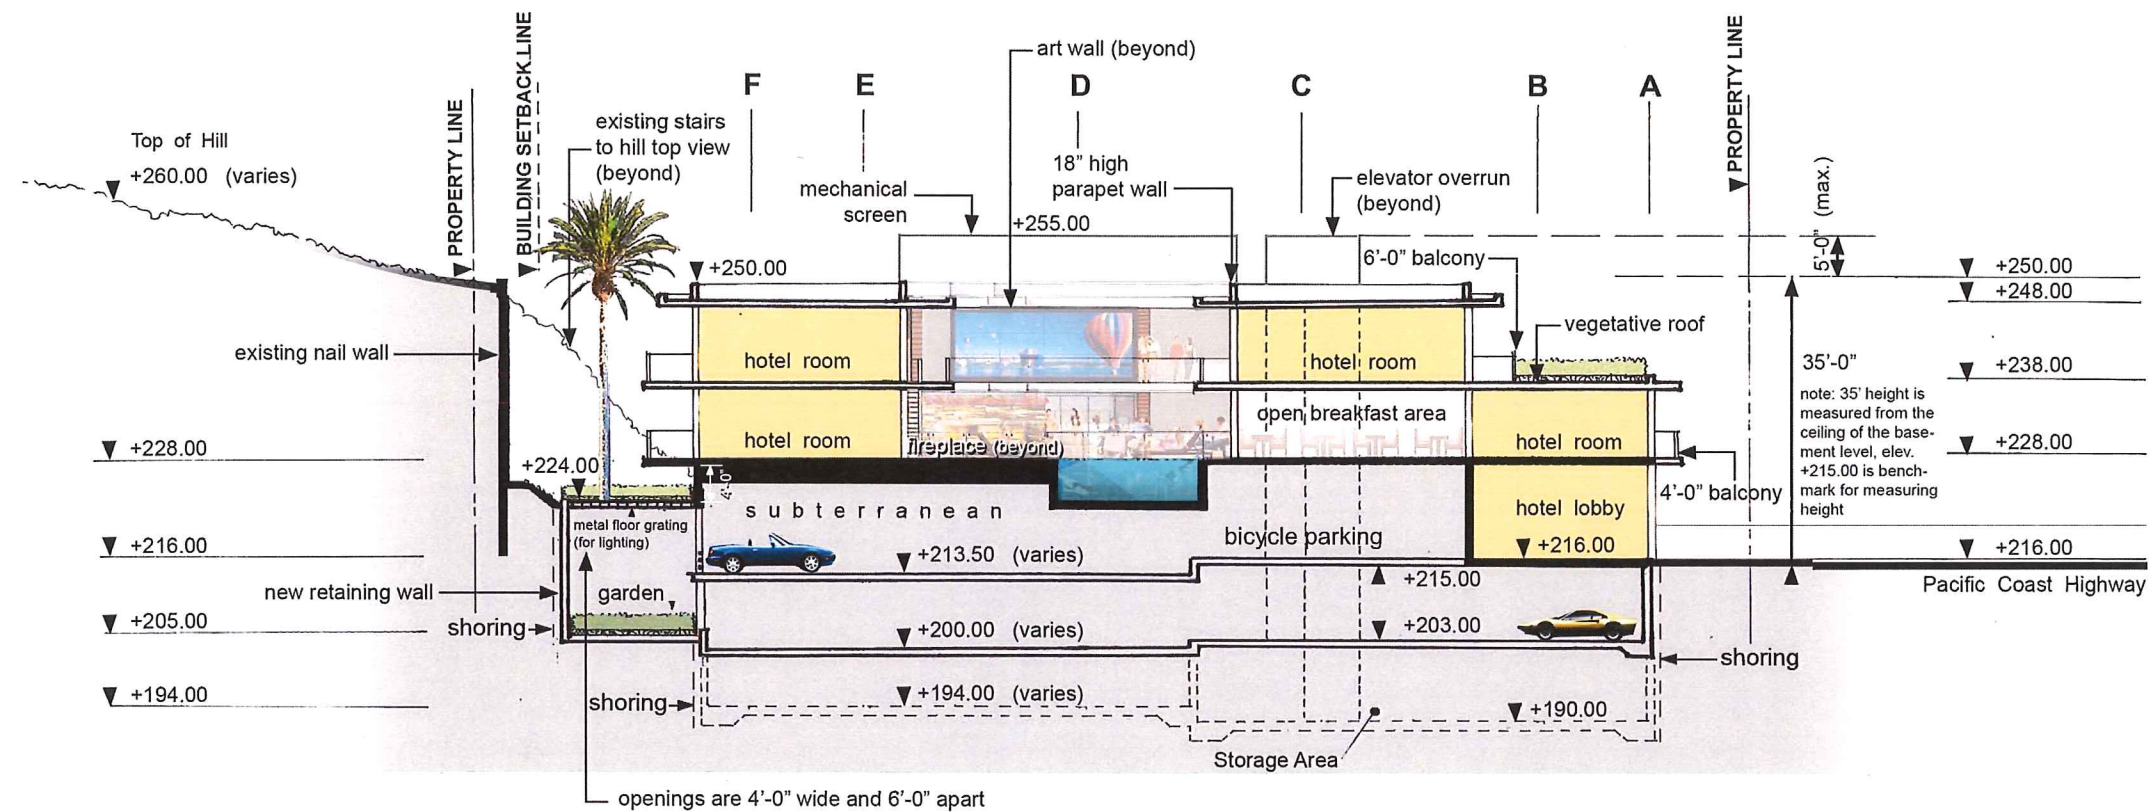 PROPERTY LINE
BUILDING SETBACK LINE
PROPERTY LINE
Top of Hill
+260.00 (varies)
existing stairs
to hill top view
(beyond)
F
E
D
C
B
A
art wall (beyond)
mechanical
screen
18” high
parapet wall
elevator overrun
(beyond)
+255.00
+250.00
6’-0” balcony
vegetative roof
5’-0” (max.)
+250.00
+248.00
+238.00
+228.00
+216.00
Pacific Coast Highway
35’-0”
note: 35’ height is
measured from the
ceiling of the base-
ment level, elev.
+215.00 is bench-
mark for measuring
height
existing nail wall
hotel room
hotel room
hotel room
open breakfast area
hotel room
fireplace (beyond)
hotel lobby
+216.00
4’-0” balcony
+228.00
+224.00
4’-0”
metal floor grating
(for lighting)
subterranean
bicycle parking
+216.00
+213.50 (varies)
+215.00
new retaining wall
garden
+205.00
shoring
+200.00 (varies)
+203.00
shoring
+194.00
shoring
+194.00 (varies)
+190.00
Storage Area
openings are 4’-0” wide and 6’-0” apart